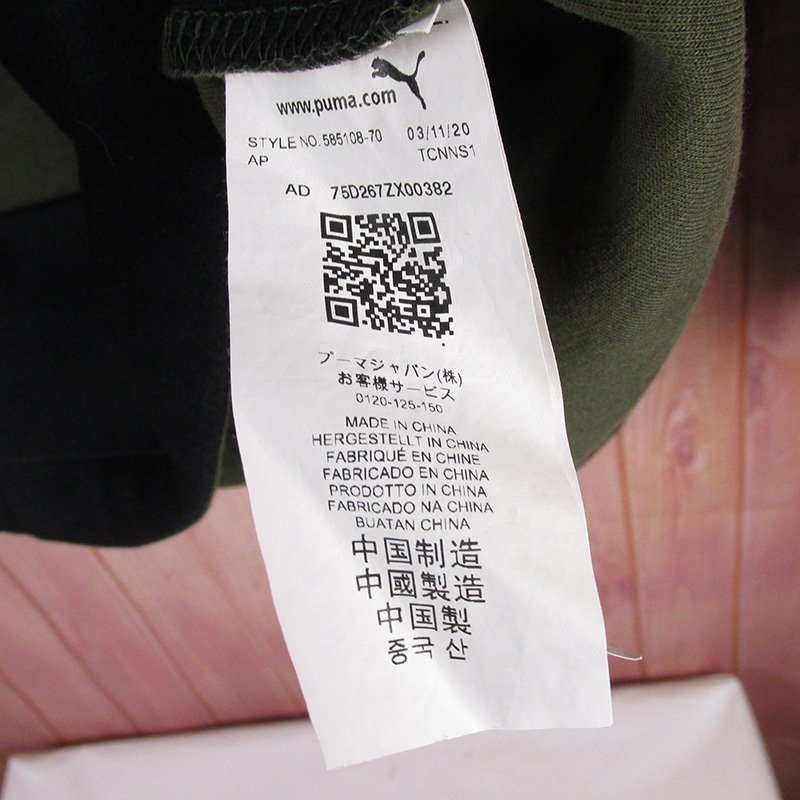 www.puma.com
STYLE NO. 585108-70 03/11/20
AP TCNNS1
AD 75D267ZX00382
プーマジャパン(株)
お客様サービス
0120-125-150
MADE IN CHINA
HERGESTELLT IN CHINA
FABRIQUÉ EN CHINE
FABRICADO EN CHINA
PRODOTTO IN CHINA
FABRICADO NA CHINA
BUATAN CHINA
中国制造
中國製造
中国製
중국 산